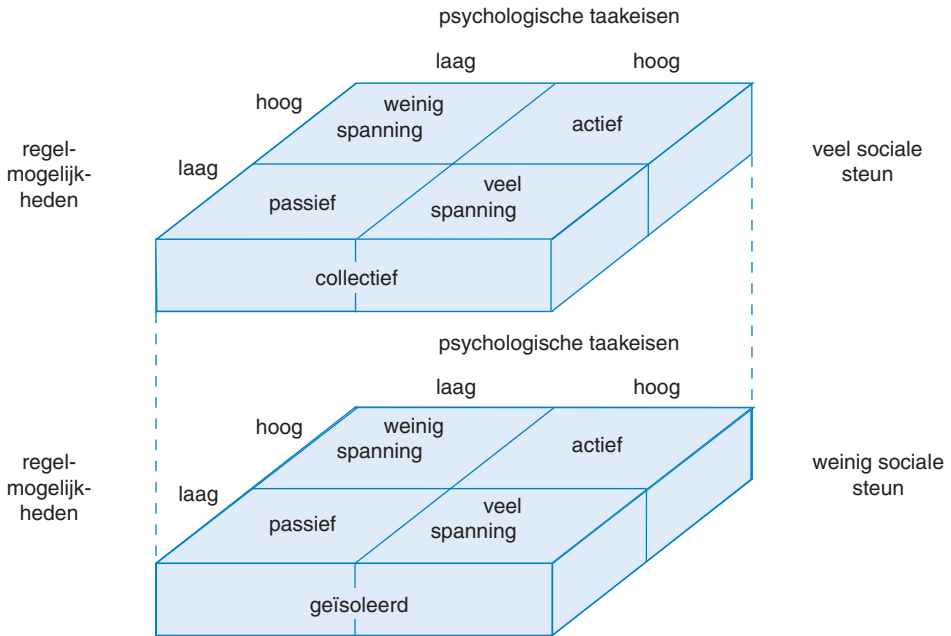 psychologische taakeisen
laag hoog
hoog
weinig
spanning
actief
regel-
mogelijk-
heden
laag
veel sociale
steun
passief
veel
spanning
collectief
psychologische taakeisen
laag hoog
hoog
weinig
spanning
actief
regel-
mogelijk-
heden
laag
weinig sociale
steun
passief
veel
spanning
geïsoleerd